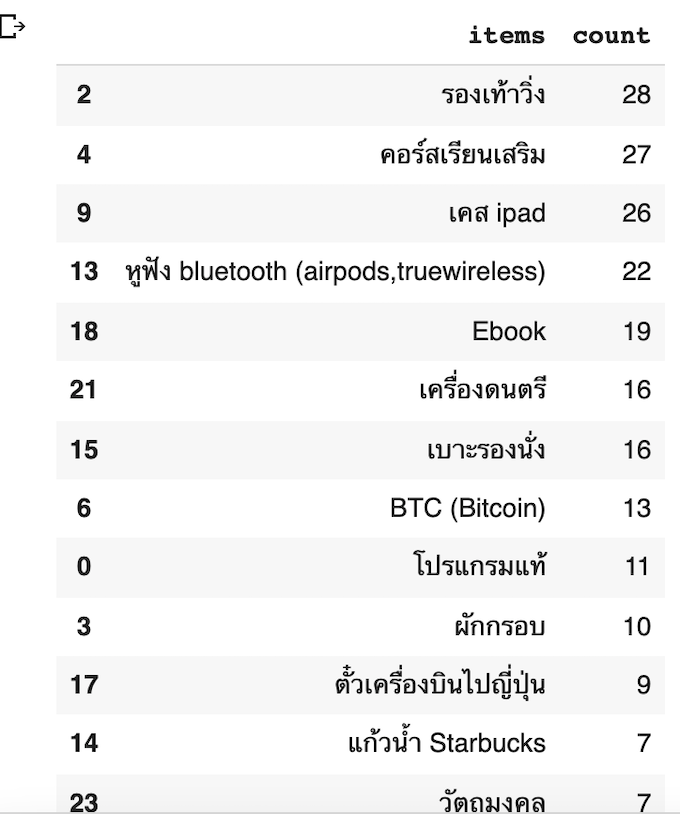 items count
2 รองเท้าวิ่ง 28
4 คอร์สเรียนเสริม 27
9 เคส ipad 26
13 หูฟัง bluetooth (airpods,truewireless) 22
18 Ebook 19
21 เครื่องดนตรี 16
15 เบาะรองนั่ง 16
6 BTC (Bitcoin) 13
0 โปรแกรมแท้ 11
3 ผักกรอบ 10
17 ตั๋วเครื่องบินไปญี่ปุ่น 9
14 แก้วน้ำ Starbucks 7
23 วัตถุมงคล 7